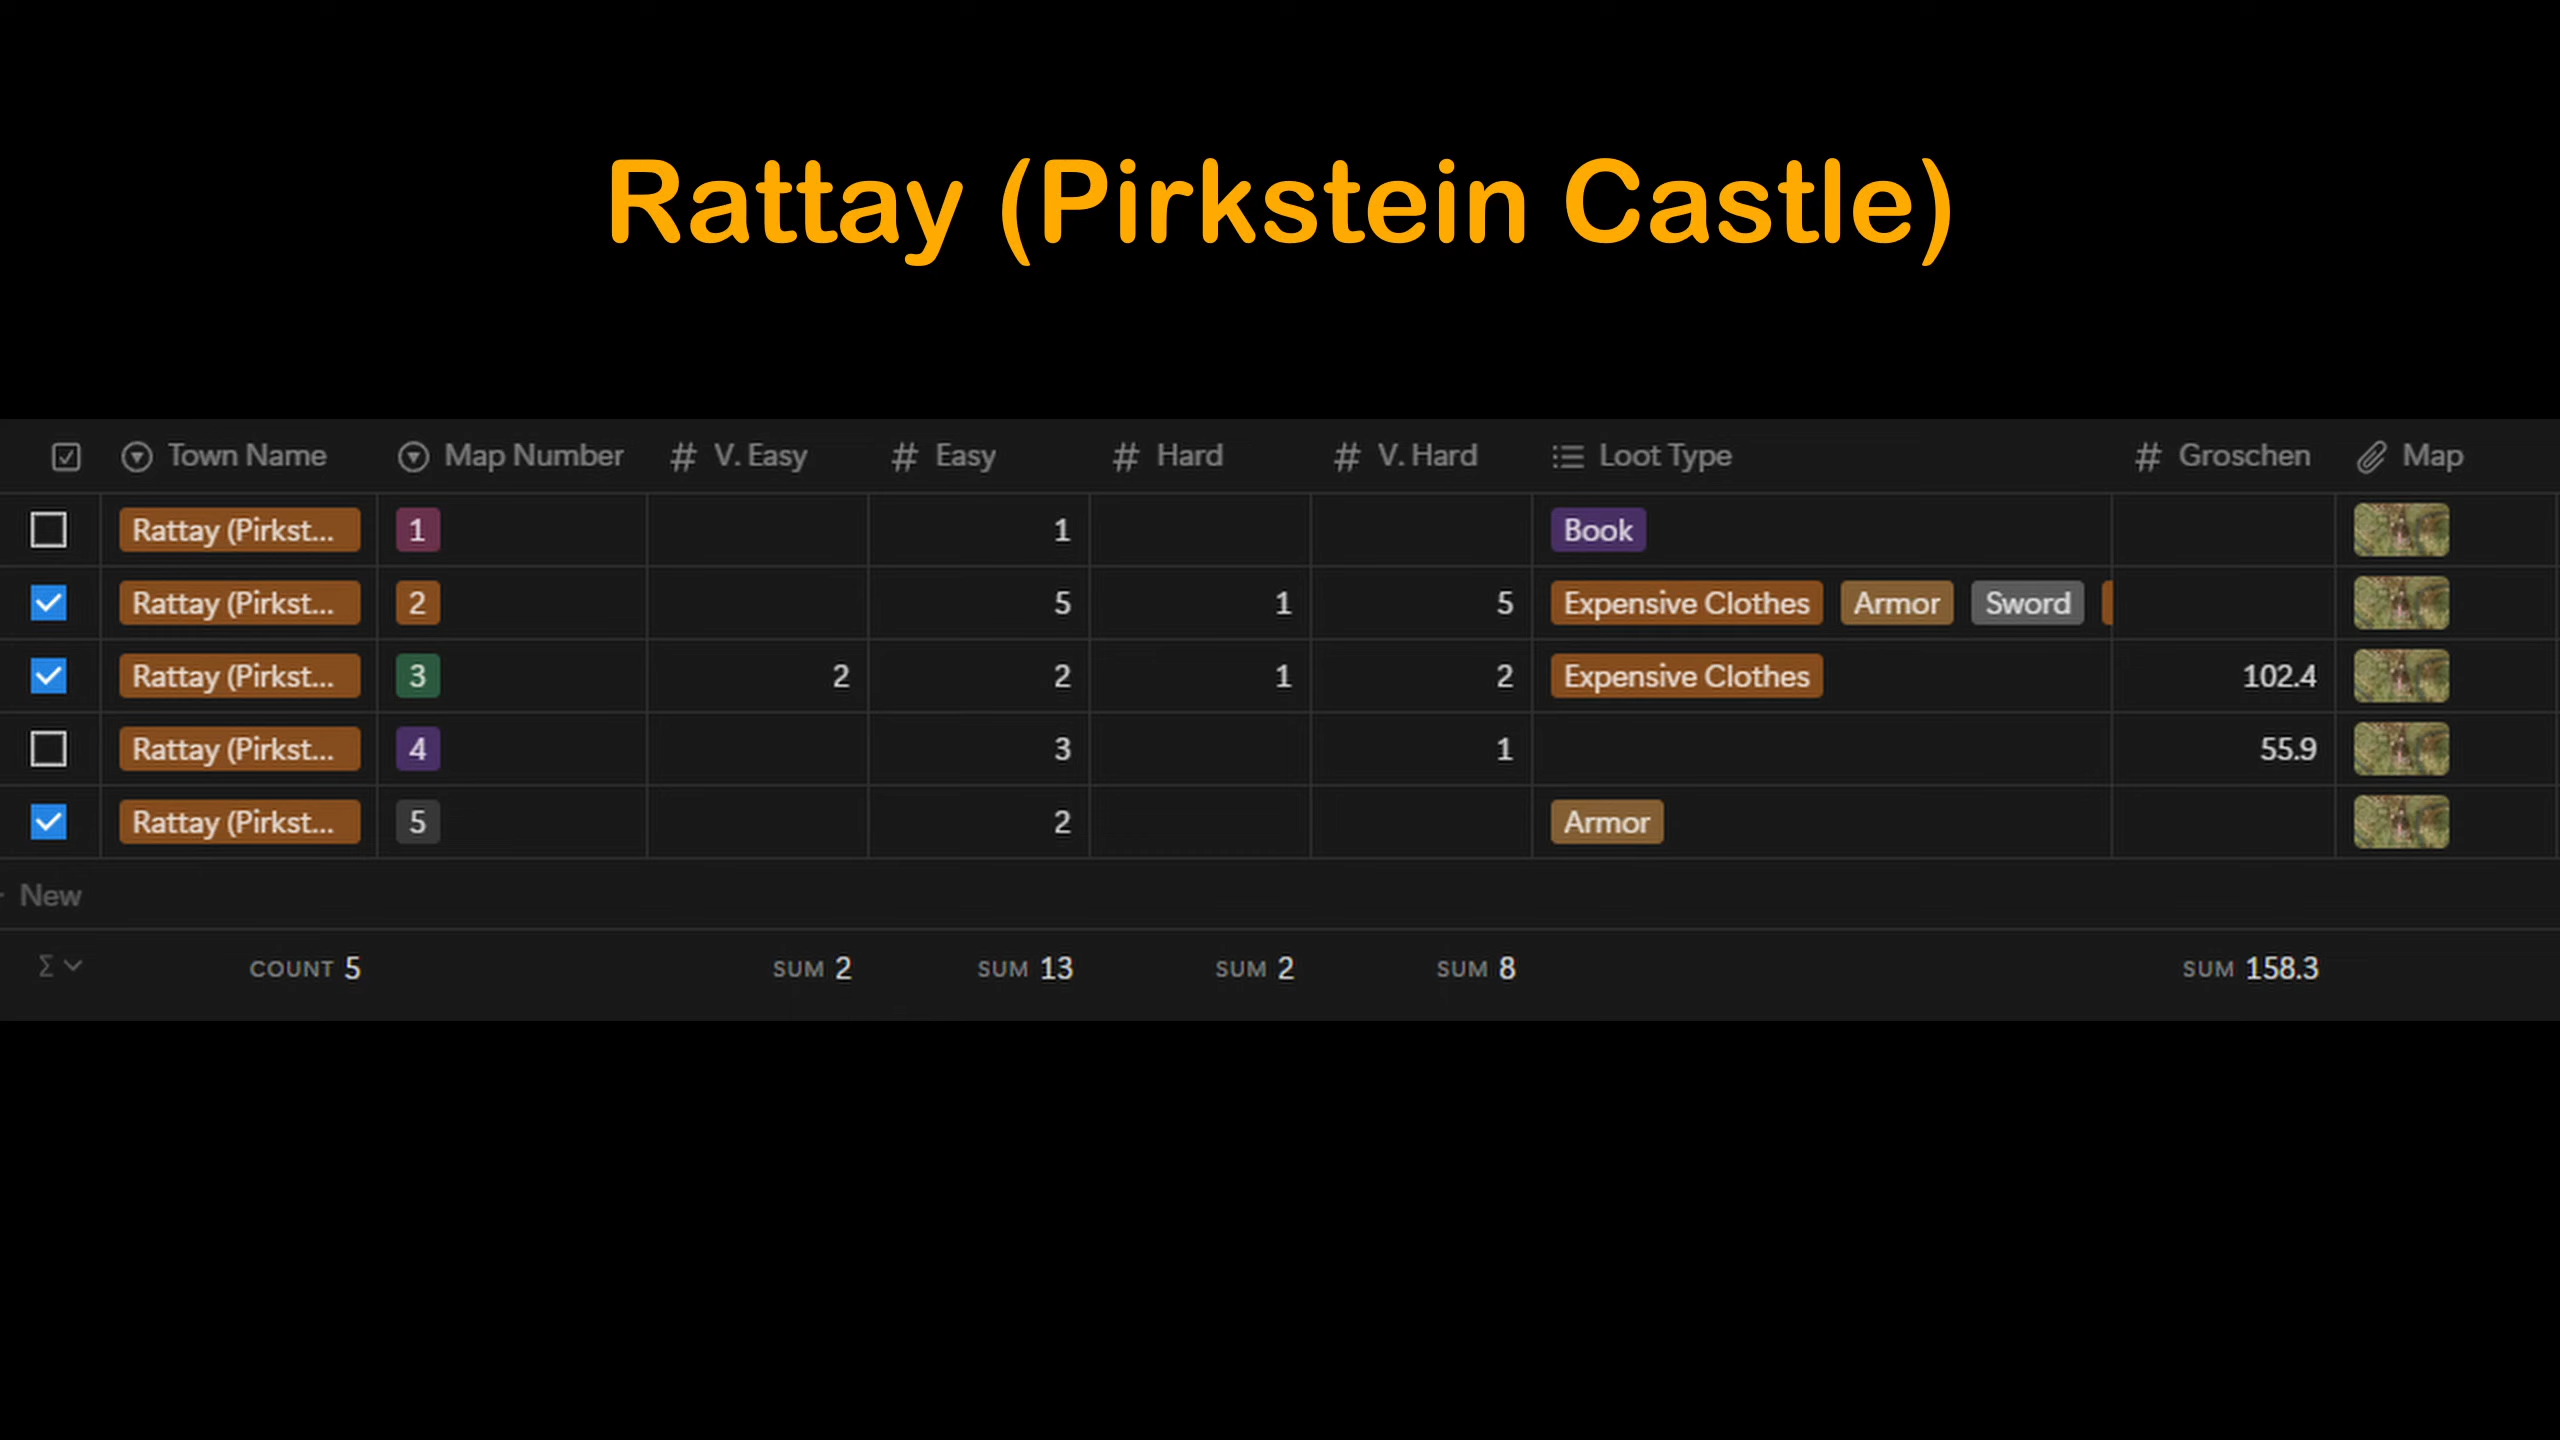 Rattay (Pirkstein Castle)
Town Name Map Number # V. Easy # Easy # Hard # V. Hard Loot Type # Groschen Map
Rattay (Pirkst... 1 1 Book
Rattay (Pirkst... 2 5 1 5 Expensive Clothes Armor Sword
Rattay (Pirkst... 3 2 2 1 2 Expensive Clothes 102.4
Rattay (Pirkst... 4 3 1 55.9
Rattay (Pirkst... 5 2 Armor
New
Σ COUNT 5 SUM 2 SUM 13 SUM 2 SUM 8 SUM 158.3